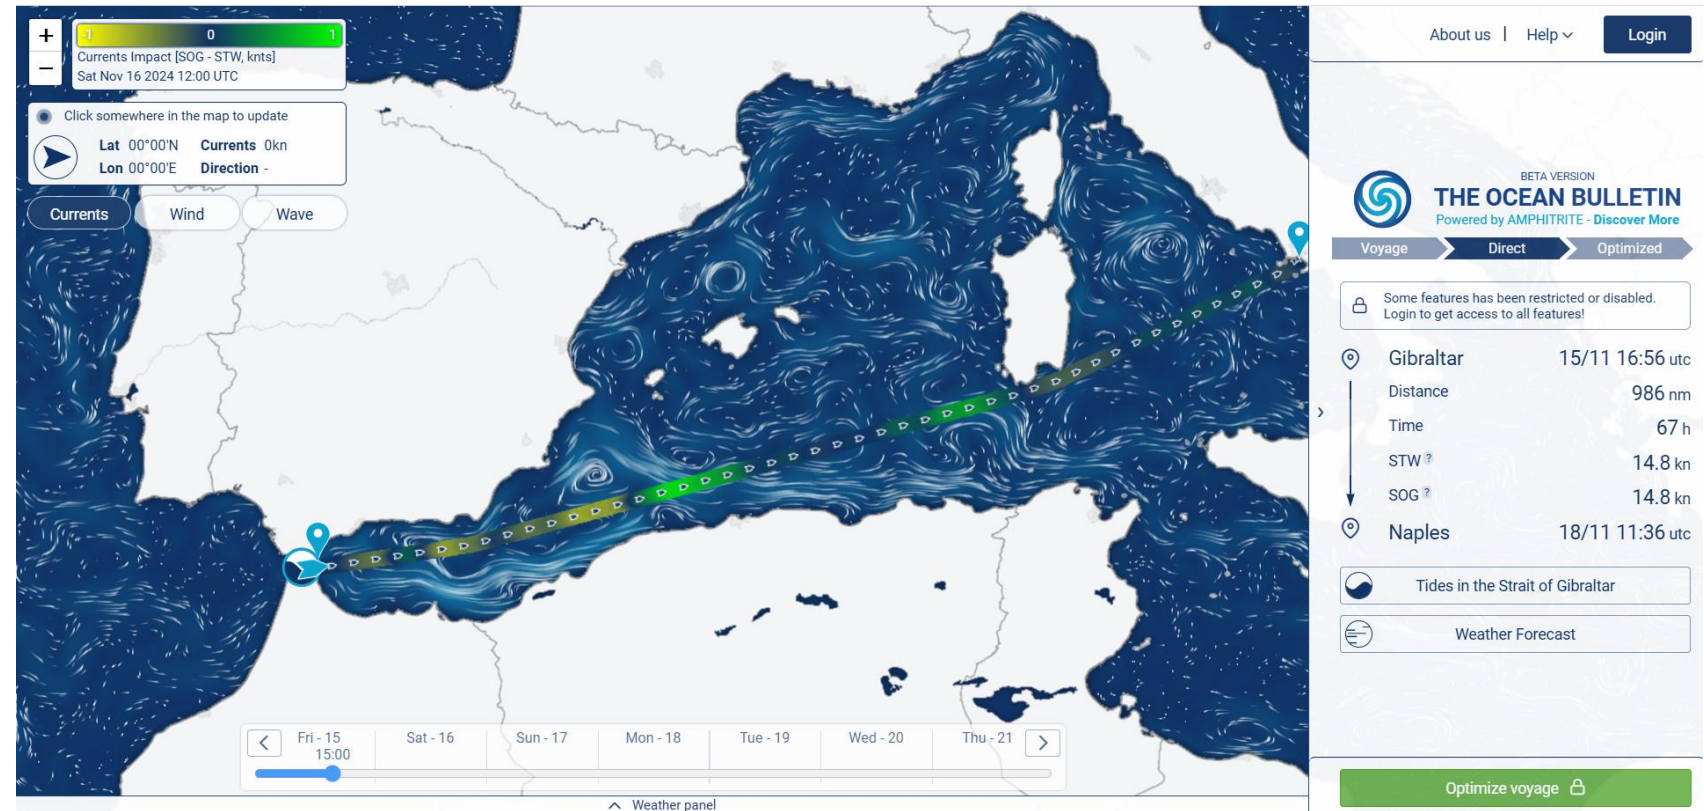 +
-1 0 1
Currents Impact [SOG - STW, knts]
Sat Nov 16 2024 12:00 UTC
−
Click somewhere in the map to update
Lat 00°00'N Currents 0kn
Lon 00°00'E Direction -
Currents Wind Wave
Fri - 15 Sat - 16 Sun - 17 Mon - 18 Tue - 19 Wed - 20 Thu - 21
15:00
Weather panel
About us | Help Login
BETA VERSION
THE OCEAN BULLETIN
Powered by AMPHITRITE - Discover More
Voyage Direct Optimized
Some features has been restricted or disabled.
Login to get access to all features!
Gibraltar 15/11 16:56 utc
Distance 986 nm
Time 67 h
STW ? 14.8 kn
SOG ? 14.8 kn
Naples 18/11 11:36 utc
Tides in the Strait of Gibraltar
Weather Forecast
Optimize voyage